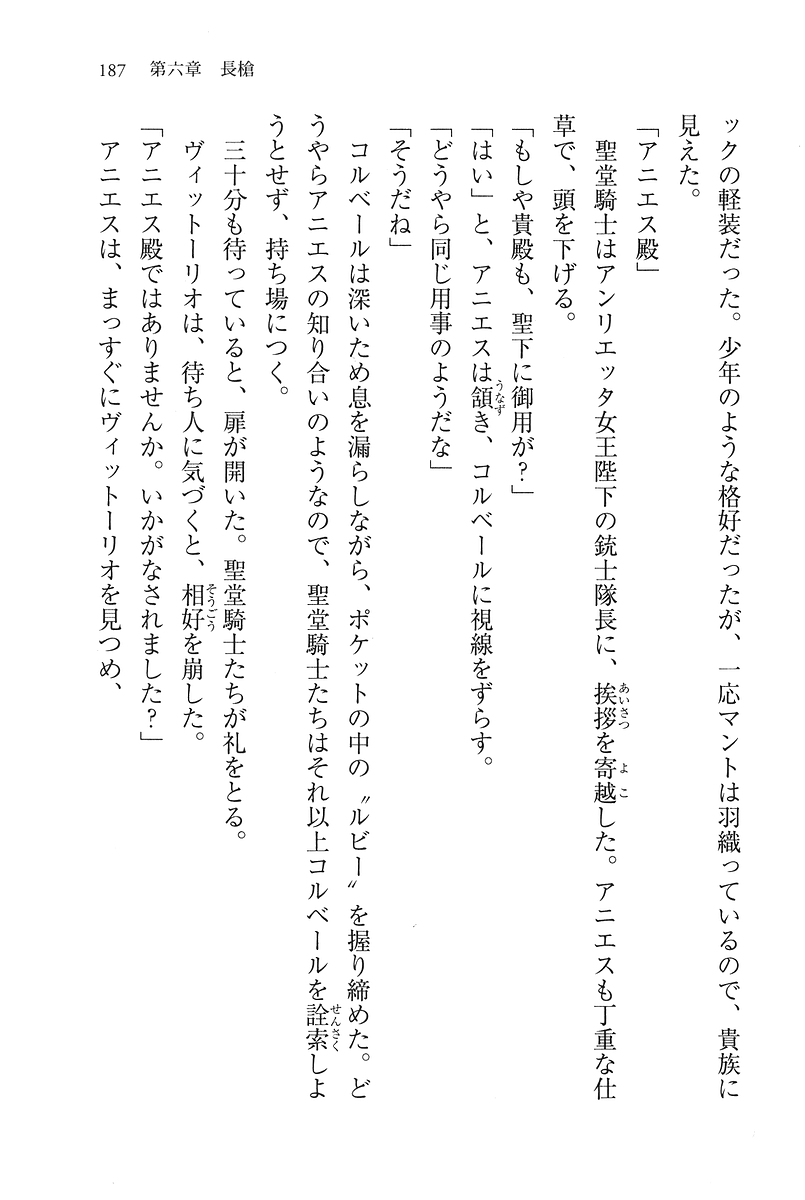 187　第六章　長槍
ックの軽装だった。少年のような格好だったが、一応マントは羽織っているので、貴族に
見えた。
「アニエス殿」
　聖堂騎士はアンリエッタ女王陛下の銃士隊長に、挨拶を寄越した。アニエスも丁重な仕
草で、頭を下げる。
「もしや貴殿も、聖下に御用が？」
「はい」と、アニエスは頷き、コルベールに視線をずらす。
「どうやら同じ用事のようだな」
「そうだね」
　コルベールは深いため息を漏らしながら、ポケットの中の〝ルビー〟を握り締めた。ど
うやらアニエスの知り合いのようなので、聖堂騎士たちはそれ以上コルベールを詮索しよ
うとせず、持ち場につく。
　三十分も待っていると、扉が開いた。聖堂騎士たちが礼をとる。
　ヴィットーリオは、待ち人に気づくと、相好を崩した。
「アニエス殿ではありませんか。いかがなされました？」
　アニエスは、まっすぐにヴィットーリオを見つめ、